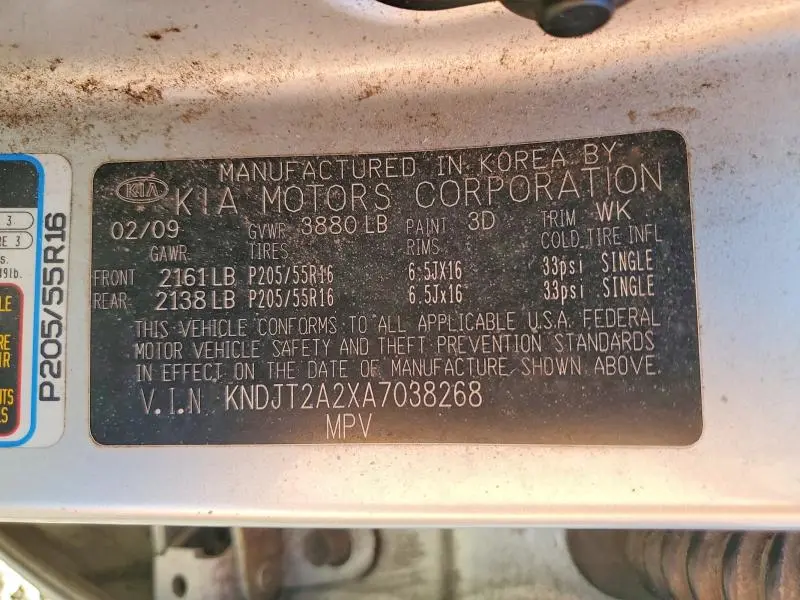 MANUFACTURED IN KOREA BY
KIA KIA MOTORS CORPORATION
02/09 GVWR 3880 LB PAINT 3D TRIM WK
GAWR TIRES RIMS COLD TIRE INFL
FRONT 2161 LB P205/55R16 6.5JX16 33psi SINGLE
REAR 2138 LB P205/55R16 6.5Jx16 33psi SINGLE
THIS VEHICLE CONFORMS TO ALL APPLICABLE U.S.A. FEDERAL
MOTOR VEHICLE SAFETY AND THEFT PREVENTION STANDARDS
IN EFFECT ON THE DATE OF MANUFACTURE SHOWN ABOVE.
V.I.N KNDJT2A2XA7038268
MPV
P205/55R16
3
3